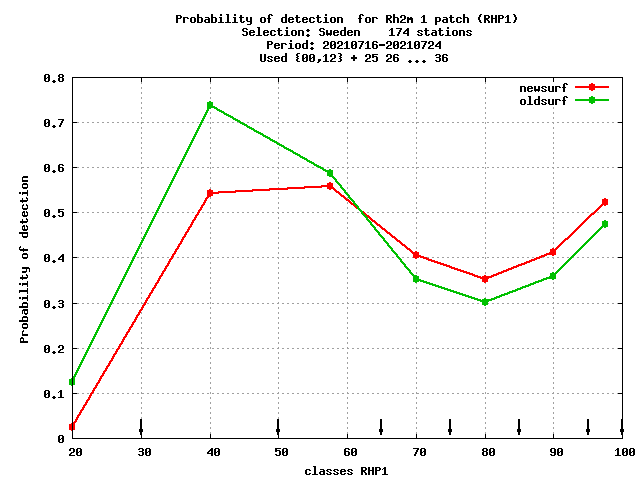 Probability of detection  for Rh2m 1 patch (RHP1)
Selection: Sweden    174 stations
Period: 20210716-20210724
Used {00,12} + 25 26 ... 36
newsurf
oldsurf
Probability of detection
0.8
0.7
0.6
0.5
0.4
0.3
0.2
0.1
0
20 30 40 50 60 70 80 90 100
classes RHP1